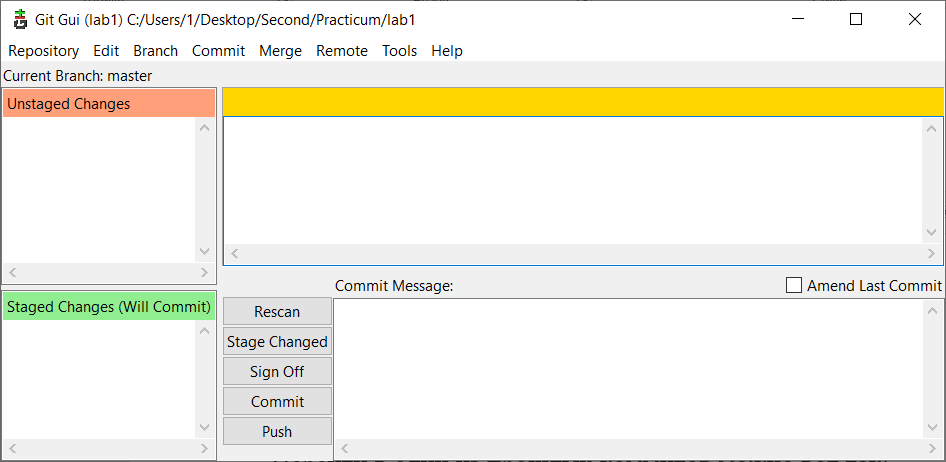 Git Gui (lab1) C:/Users/1/Desktop/Second/Practicum/lab1
Repository Edit Branch Commit Merge Remote Tools Help
Current Branch: master
Unstaged Changes
Staged Changes (Will Commit)
Commit Message:
Amend Last Commit
Rescan
Stage Changed
Sign Off
Commit
Push